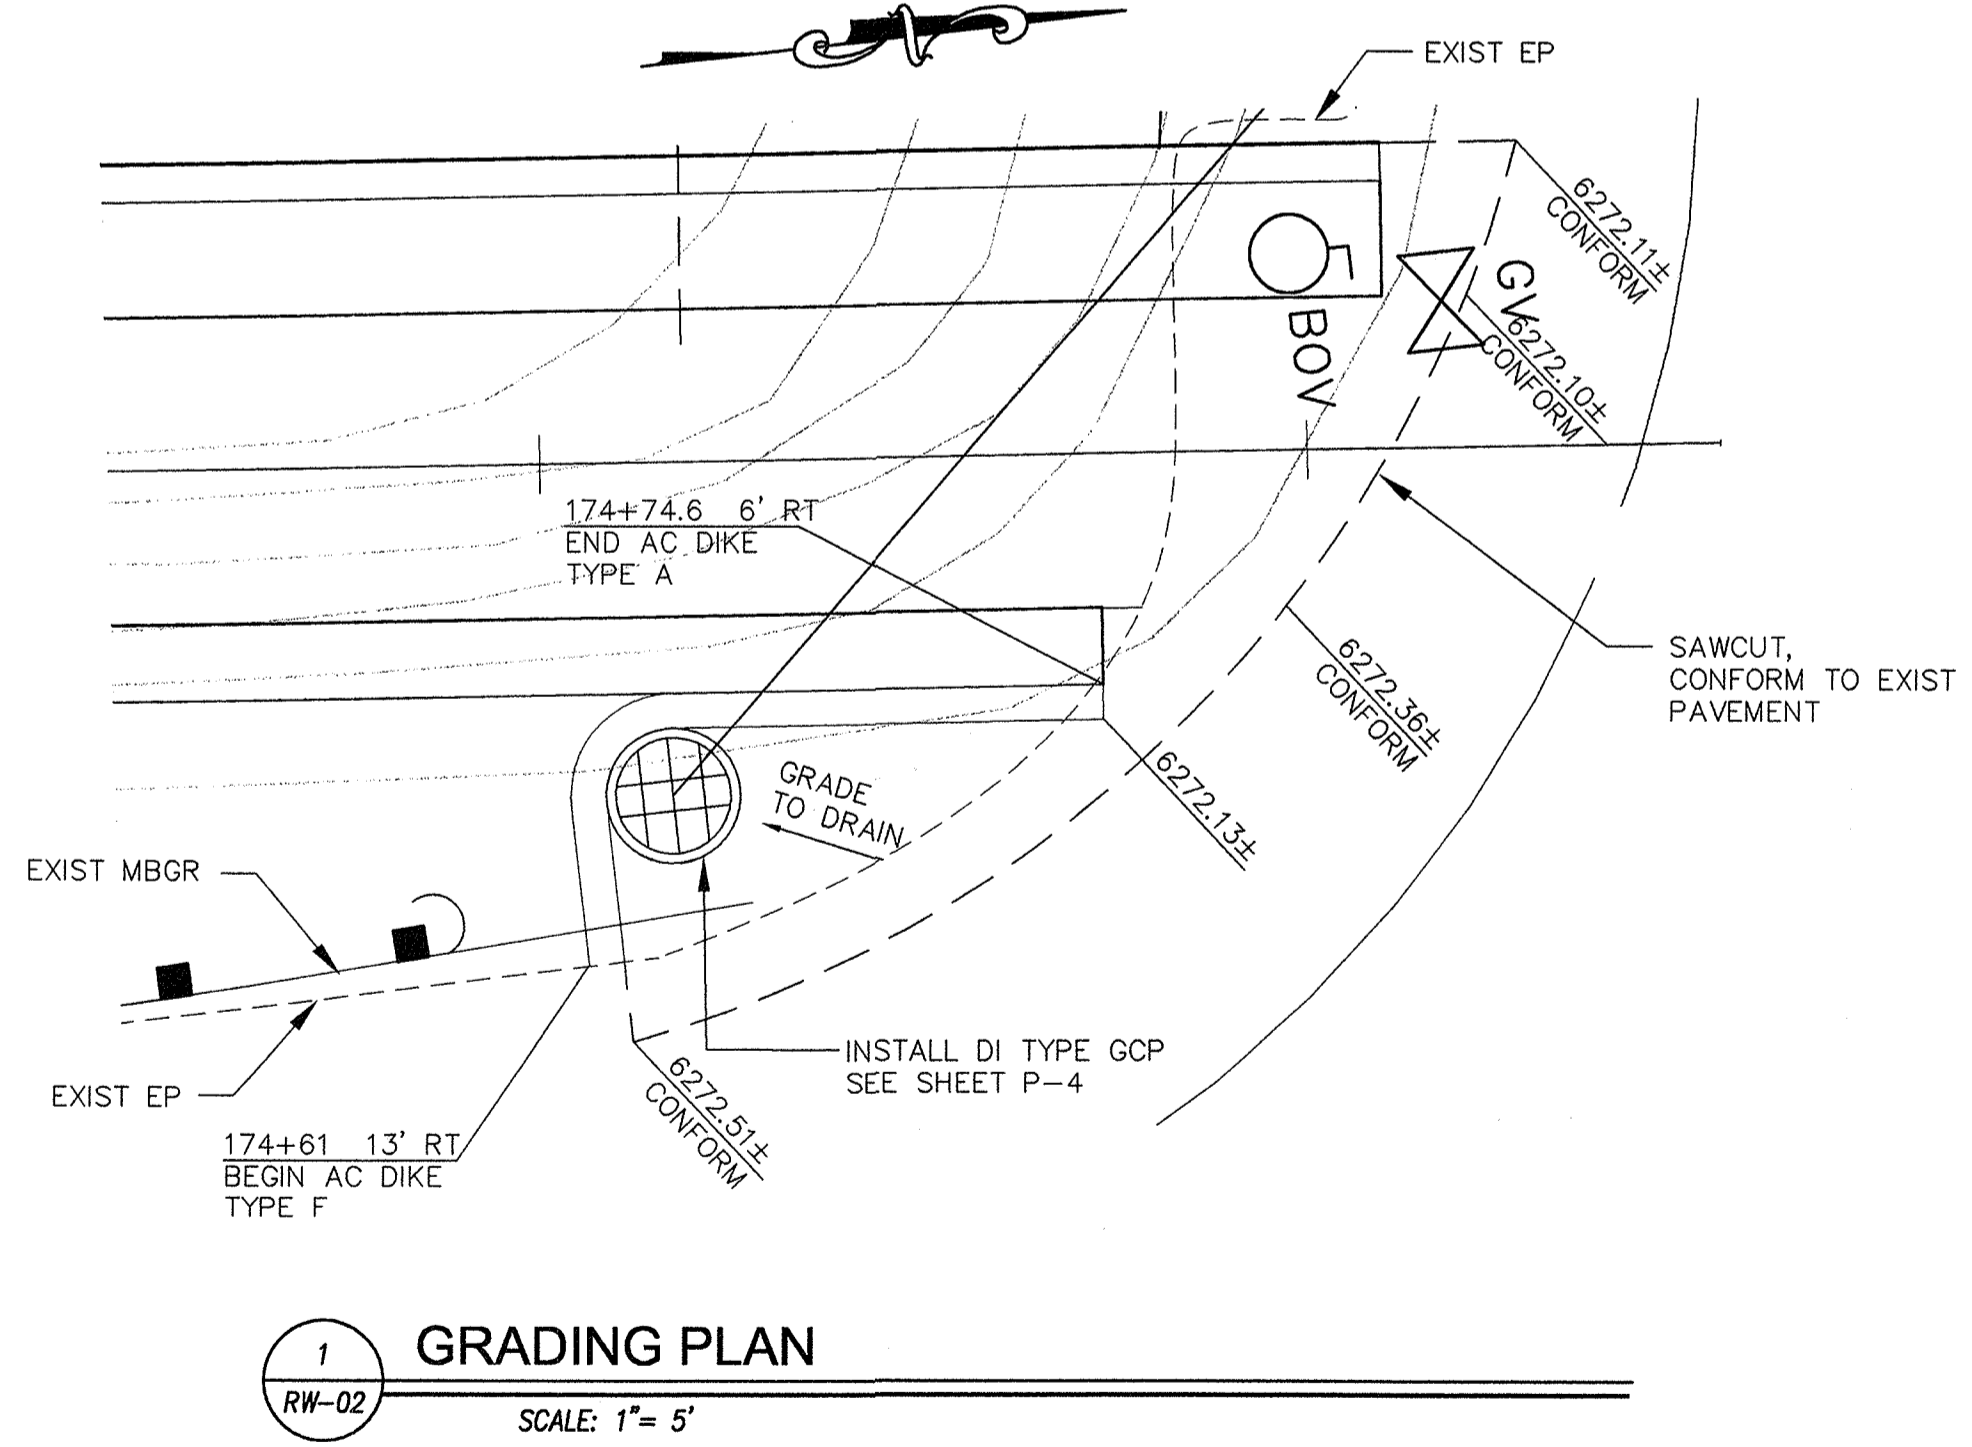 EXIST EP
6272.11±
CONFORM
GV
6272.10±
CONFORM
BOV
174+74.6 6' RT
END AC DIKE
TYPE A
SAWCUT,
CONFORM TO EXIST
PAVEMENT
6272.36±
CONFORM
6272.13±
GRADE
TO DRAIN
EXIST MBGR
INSTALL DI TYPE GCP
SEE SHEET P-4
EXIST EP
6272.51±
CONFORM
174+61 13' RT
BEGIN AC DIKE
TYPE F
1
RW-02
GRADING PLAN
SCALE: 1"= 5'